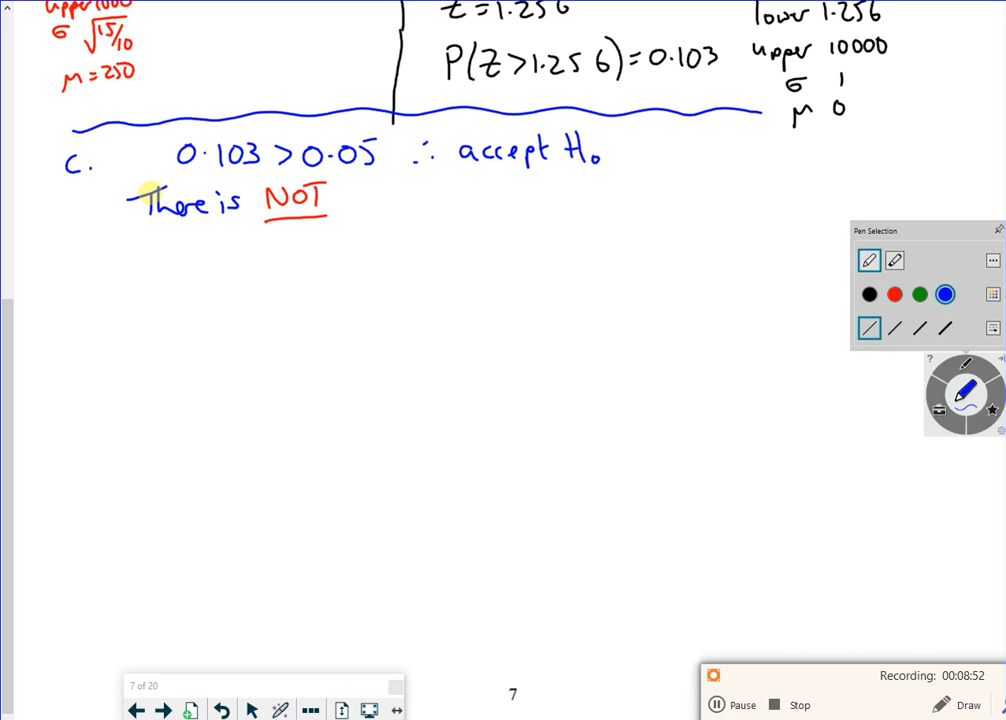 upper 1000
σ √15/10
μ = 250
z = 1.256
P(Z > 1.256) = 0.103
lower 1.256
upper 10000
σ 1
μ 0
c. 0.103 > 0.05 ∴ accept H₀
There is NOT
Pen Selection
?
7 of 20
7
Recording: 00:08:52
Pause
Stop
Draw